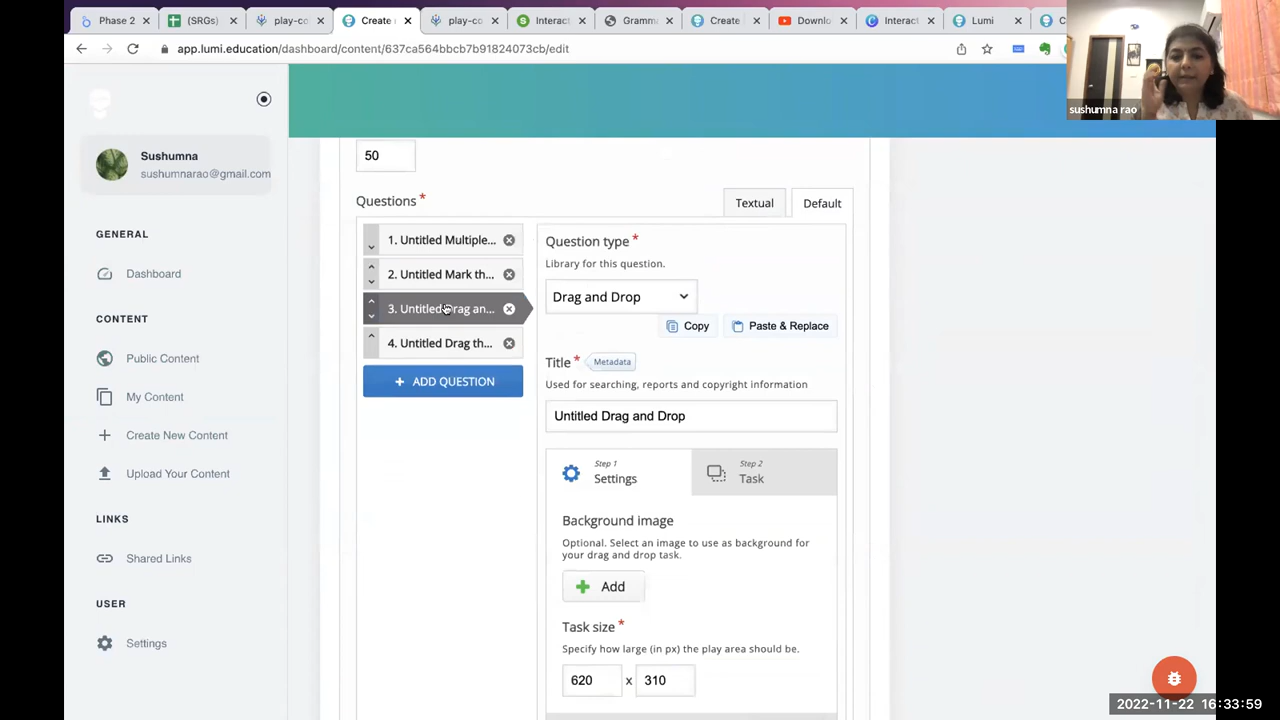 Phase 2
(SRGs)
play-co
Create
play-co
Interact
Gramma
Create
Downlo
Interact
Lumi
C
app.lumi.education/dashboard/content/637ca564bbcb7b91824073cb/edit
sushumna rao
Sushumna
sushumnarao@gmail.com
GENERAL
Dashboard
CONTENT
Public Content
My Content
Create New Content
Upload Your Content
LINKS
Shared Links
USER
Settings
50
Questions *
Textual
Default
1. Untitled Multiple...
2. Untitled Mark th...
3. Untitled Drag an...
4. Untitled Drag th...
+ ADD QUESTION
Question type *
Library for this question.
Drag and Drop
Copy
Paste & Replace
Title * Metadata
Used for searching, reports and copyright information
Untitled Drag and Drop
Step 1
Settings
Step 2
Task
Background image
Optional. Select an image to use as background for
your drag and drop task.
Add
Task size *
Specify how large (in px) the play area should be.
620 x 310
2022-11-22 16:33:59